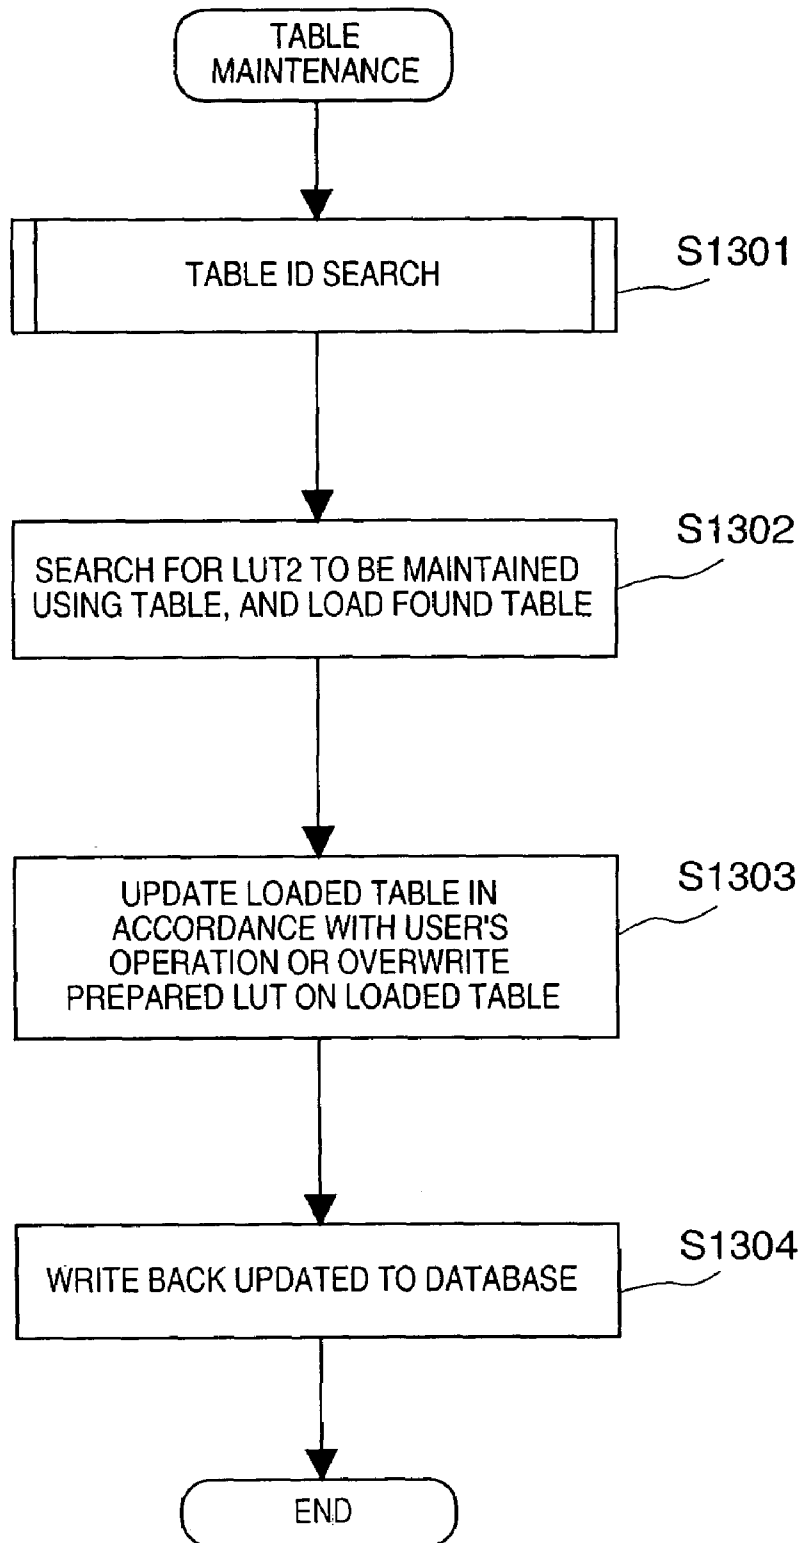 TABLE
MAINTENANCE
TABLE ID SEARCH
S1301
SEARCH FOR LUT2 TO BE MAINTAINED
USING TABLE, AND LOAD FOUND TABLE
S1302
UPDATE LOADED TABLE IN
ACCORDANCE WITH USER'S
OPERATION OR OVERWRITE
PREPARED LUT ON LOADED TABLE
S1303
WRITE BACK UPDATED TO DATABASE
S1304
END